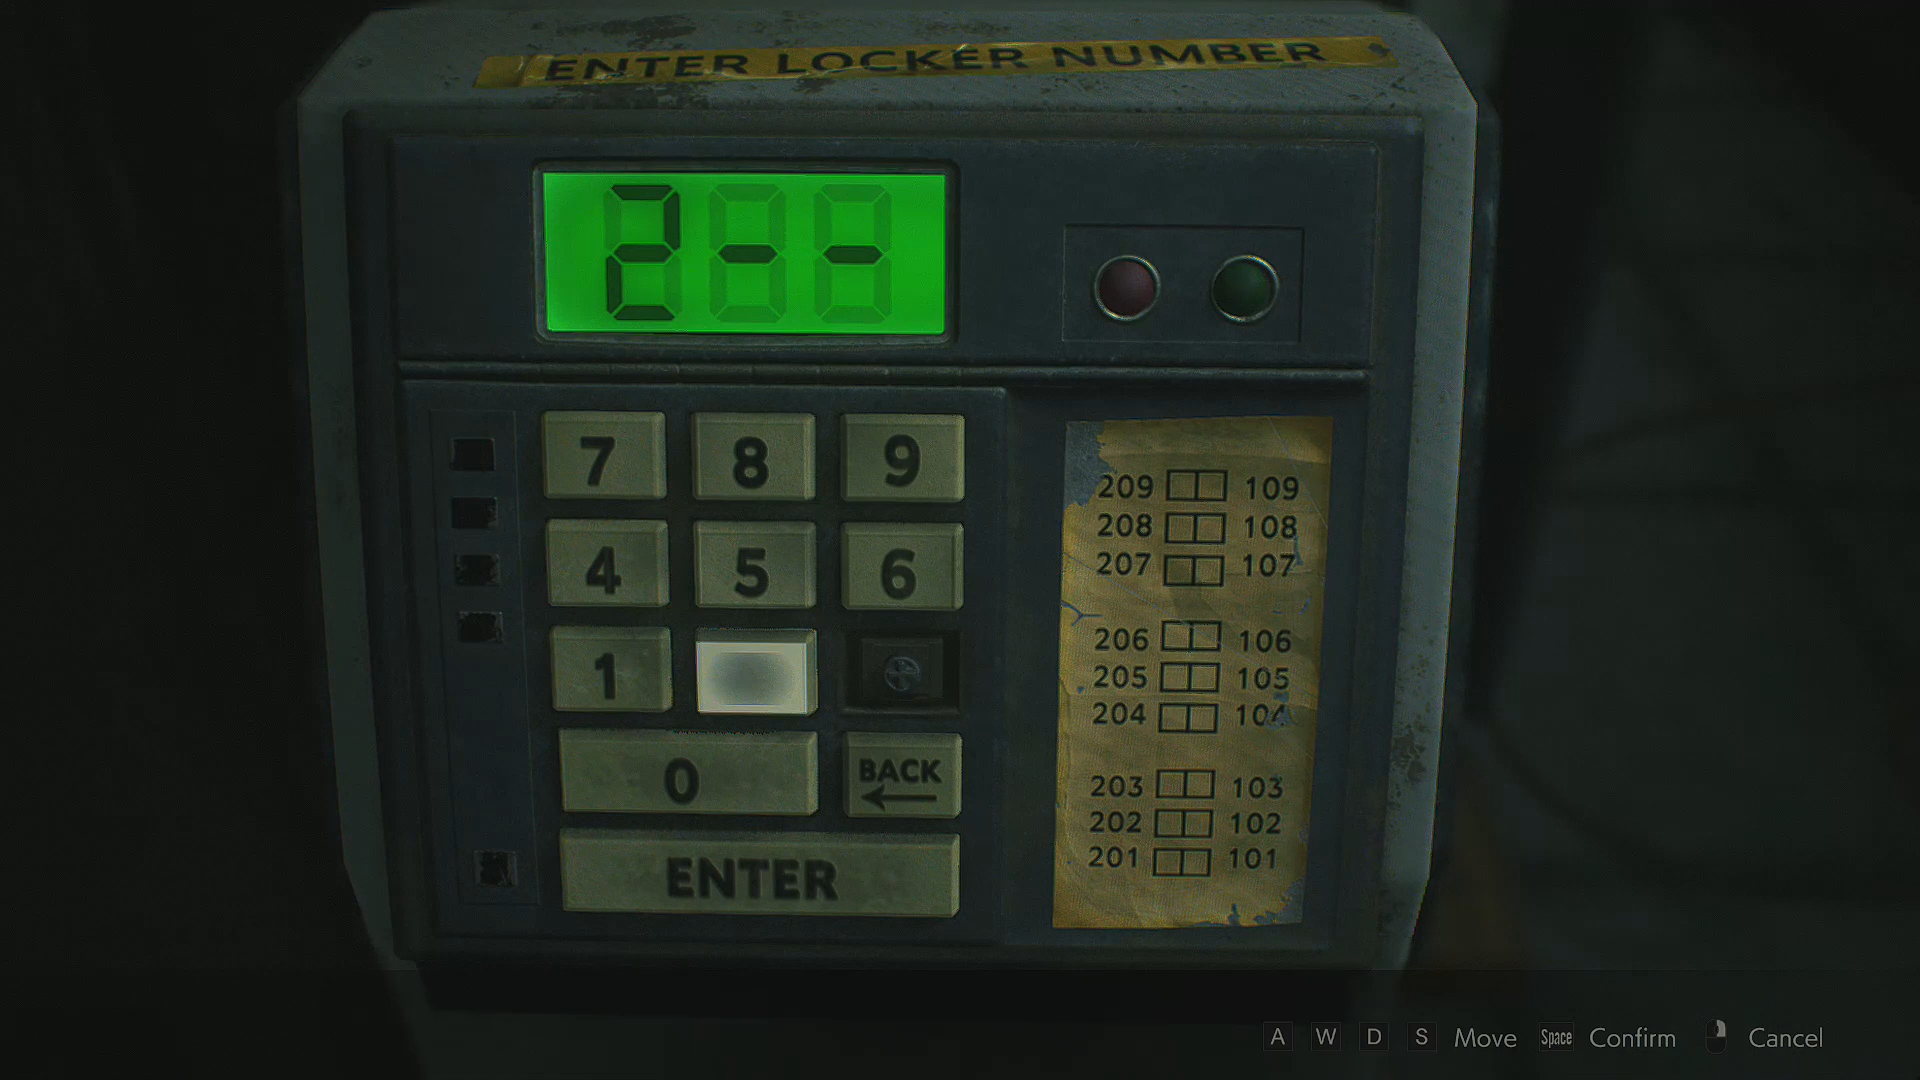 ENTER LOCKER NUMBER
2--
7 8 9
4 5 6
1
0 BACK
ENTER
209 109
208 108
207 107
206 106
205 105
204 104
203 103
202 102
201 101
A W D S Move Space Confirm Cancel